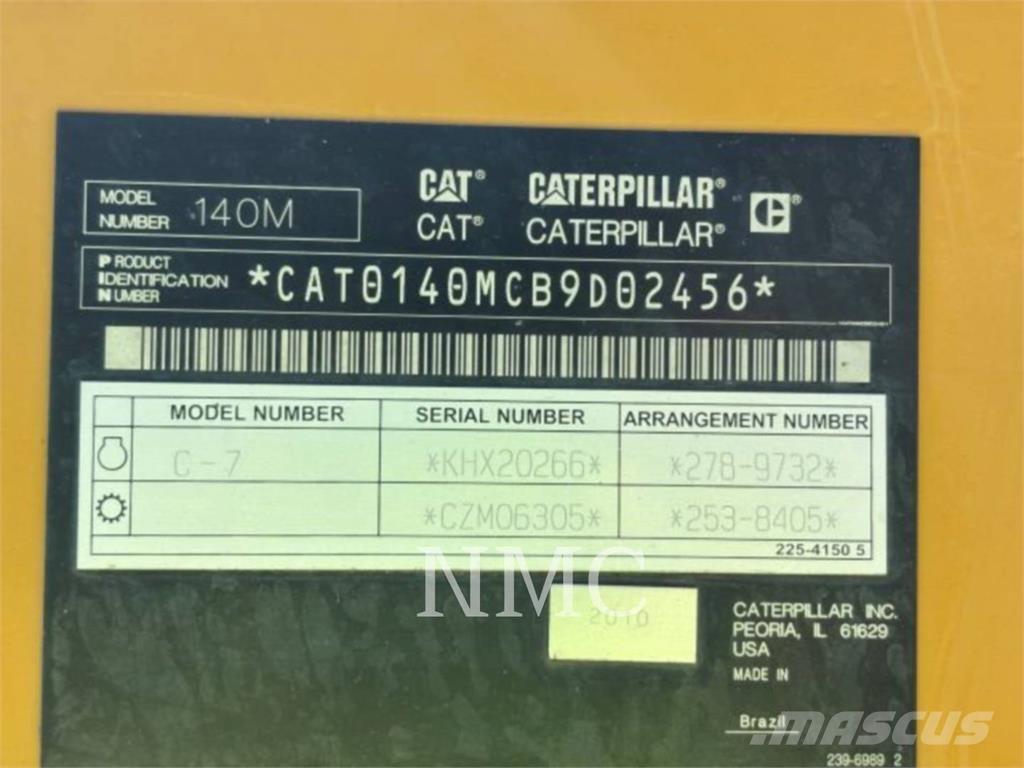 CAT® CATERPILLAR®
MODEL NUMBER 140M
CAT® CATERPILLAR®
PRODUCT IDENTIFICATION NUMBER *CAT0140MCB9D02456*
MODEL NUMBER SERIAL NUMBER ARRANGEMENT NUMBER
C-7 *KHX20266* *278-9732*
*CZM06305* *253-8405*
225-4150 5
NMC
2010
CATERPILLAR INC.
PEORIA, IL 61629
USA
MADE IN
Brazil
MASCUS
239-6989 2